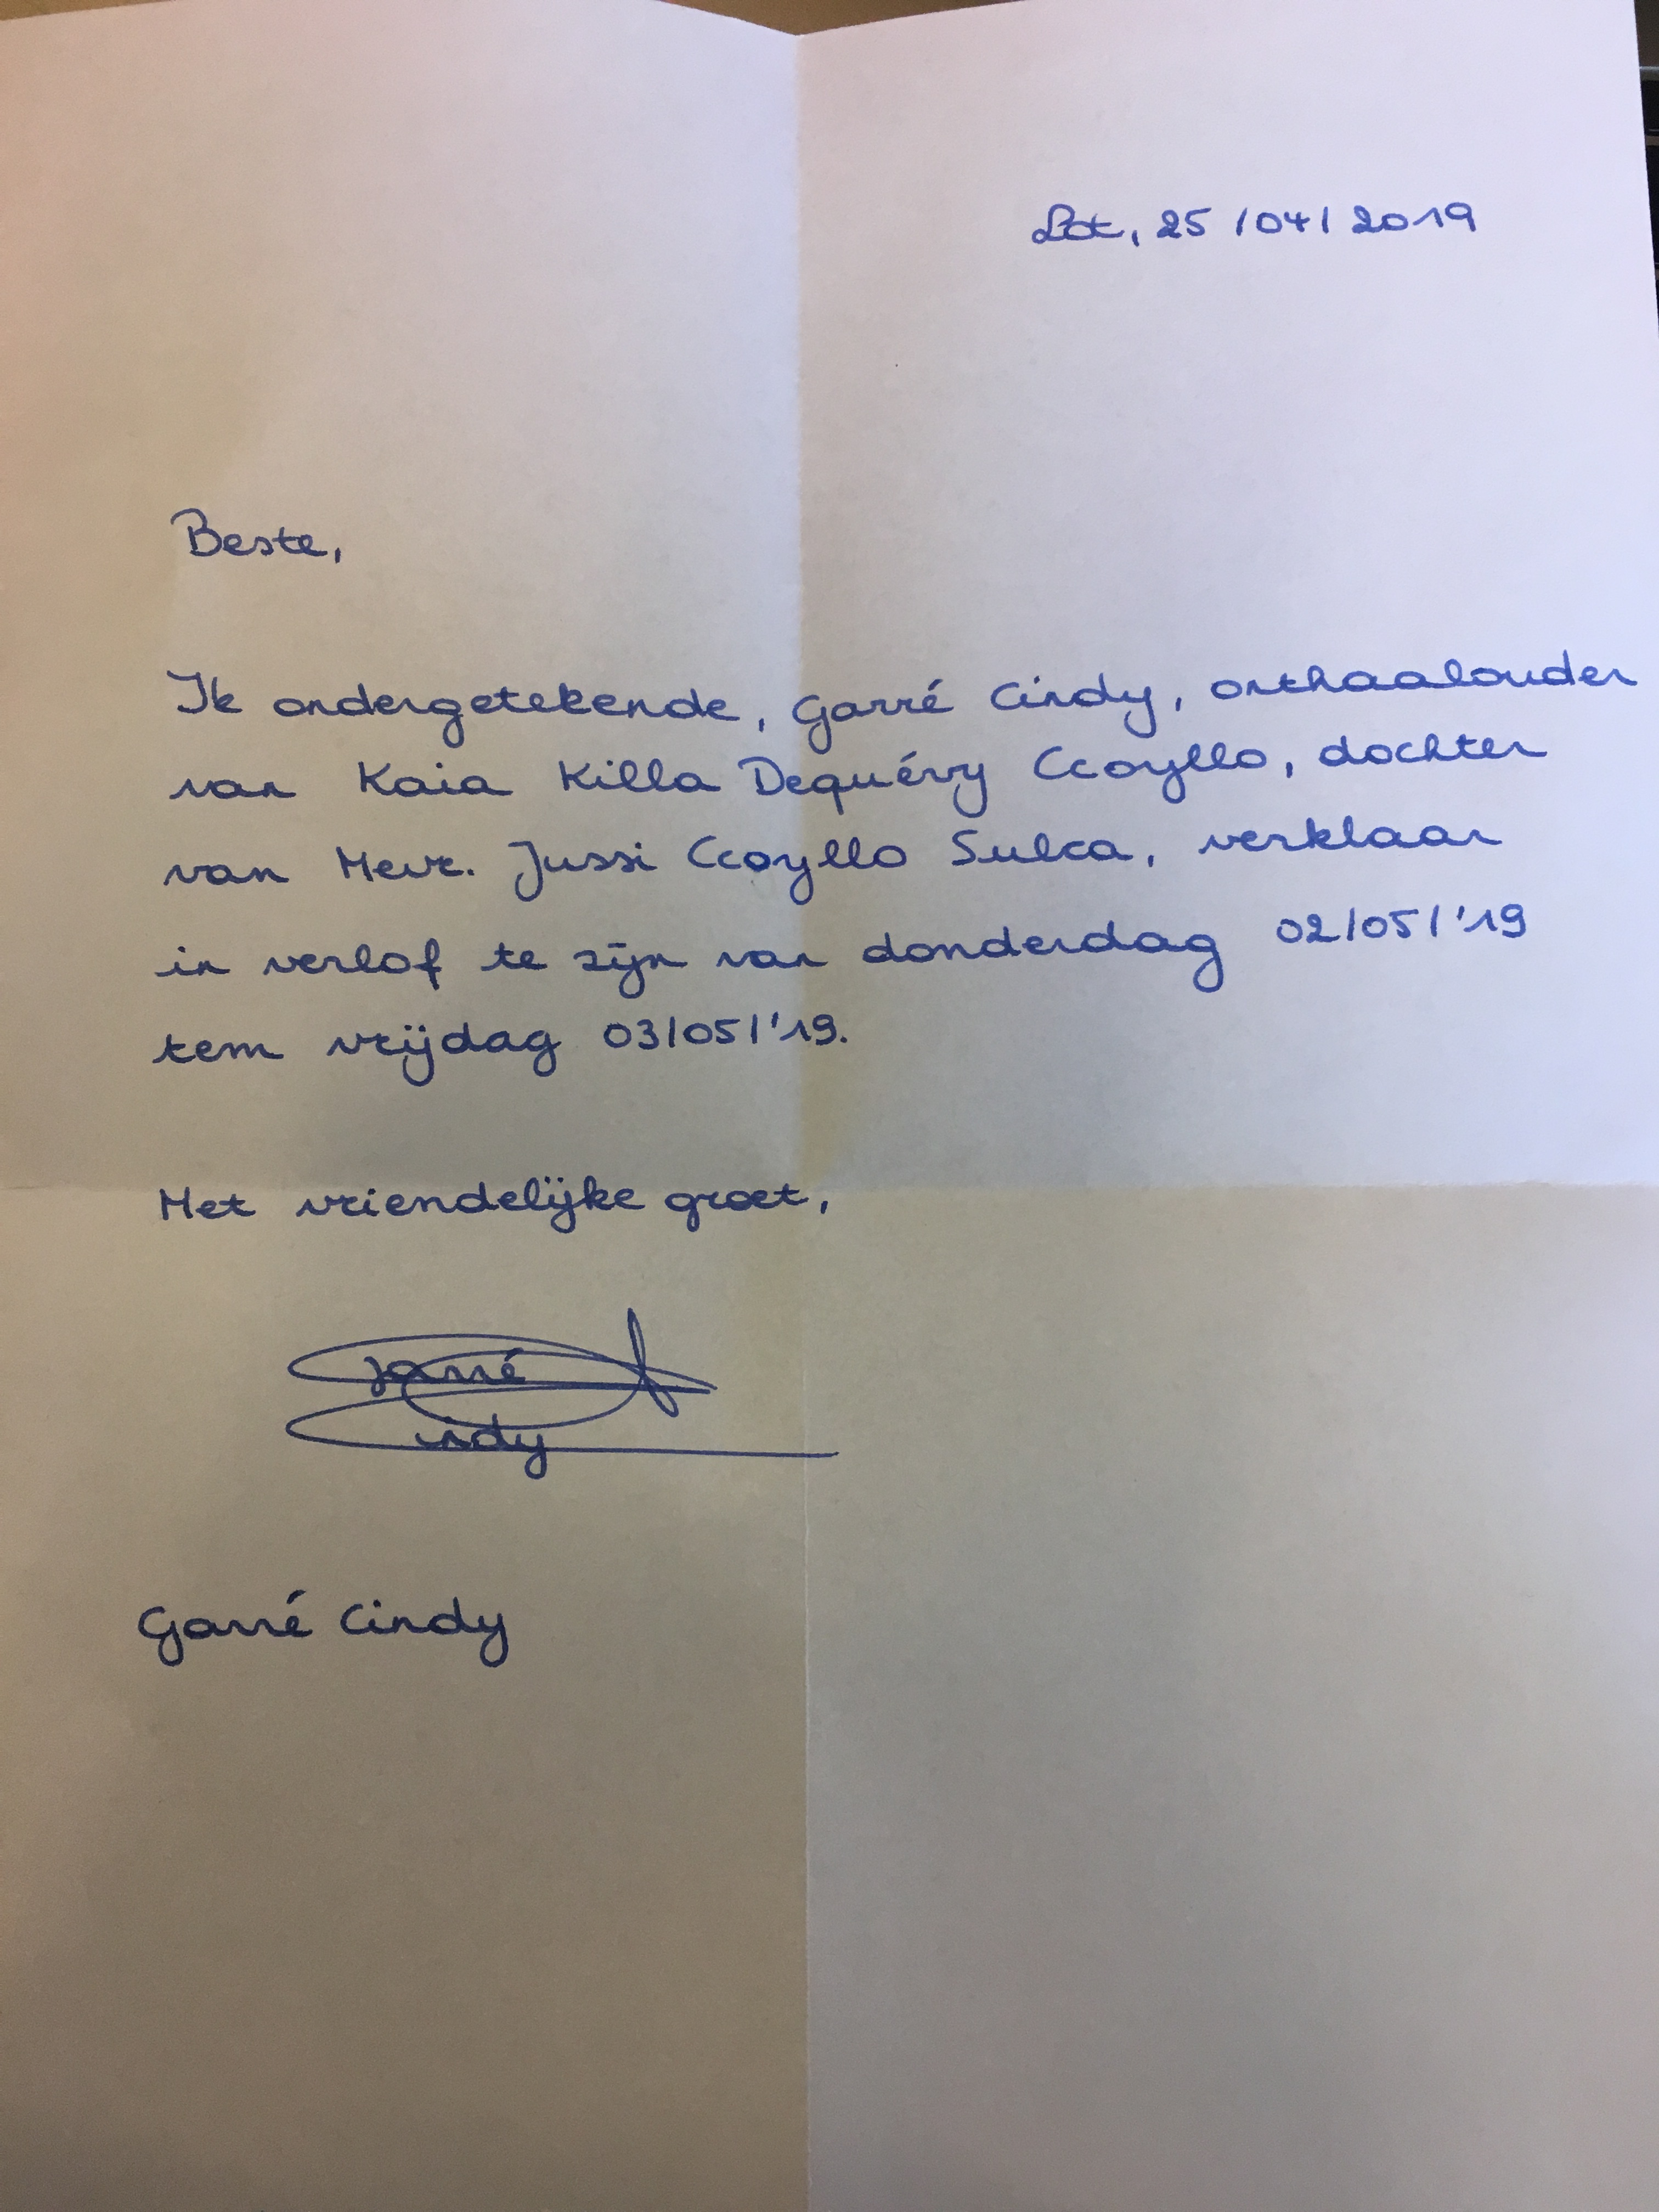 Lot, 25/04/2019
Beste,
Ik ondergetekende, Garré Cindy, onthaalouder
van Kaia Killa Dequévy Ccoyllo, dochter
van Mevr. Jussi Ccoyllo Sulca, verklaar
in verlof te zijn van donderdag 02/05/'19
tem vrijdag 03/05/'19.
Met vriendelijke groet,
Garré
Cindy
Garré Cindy